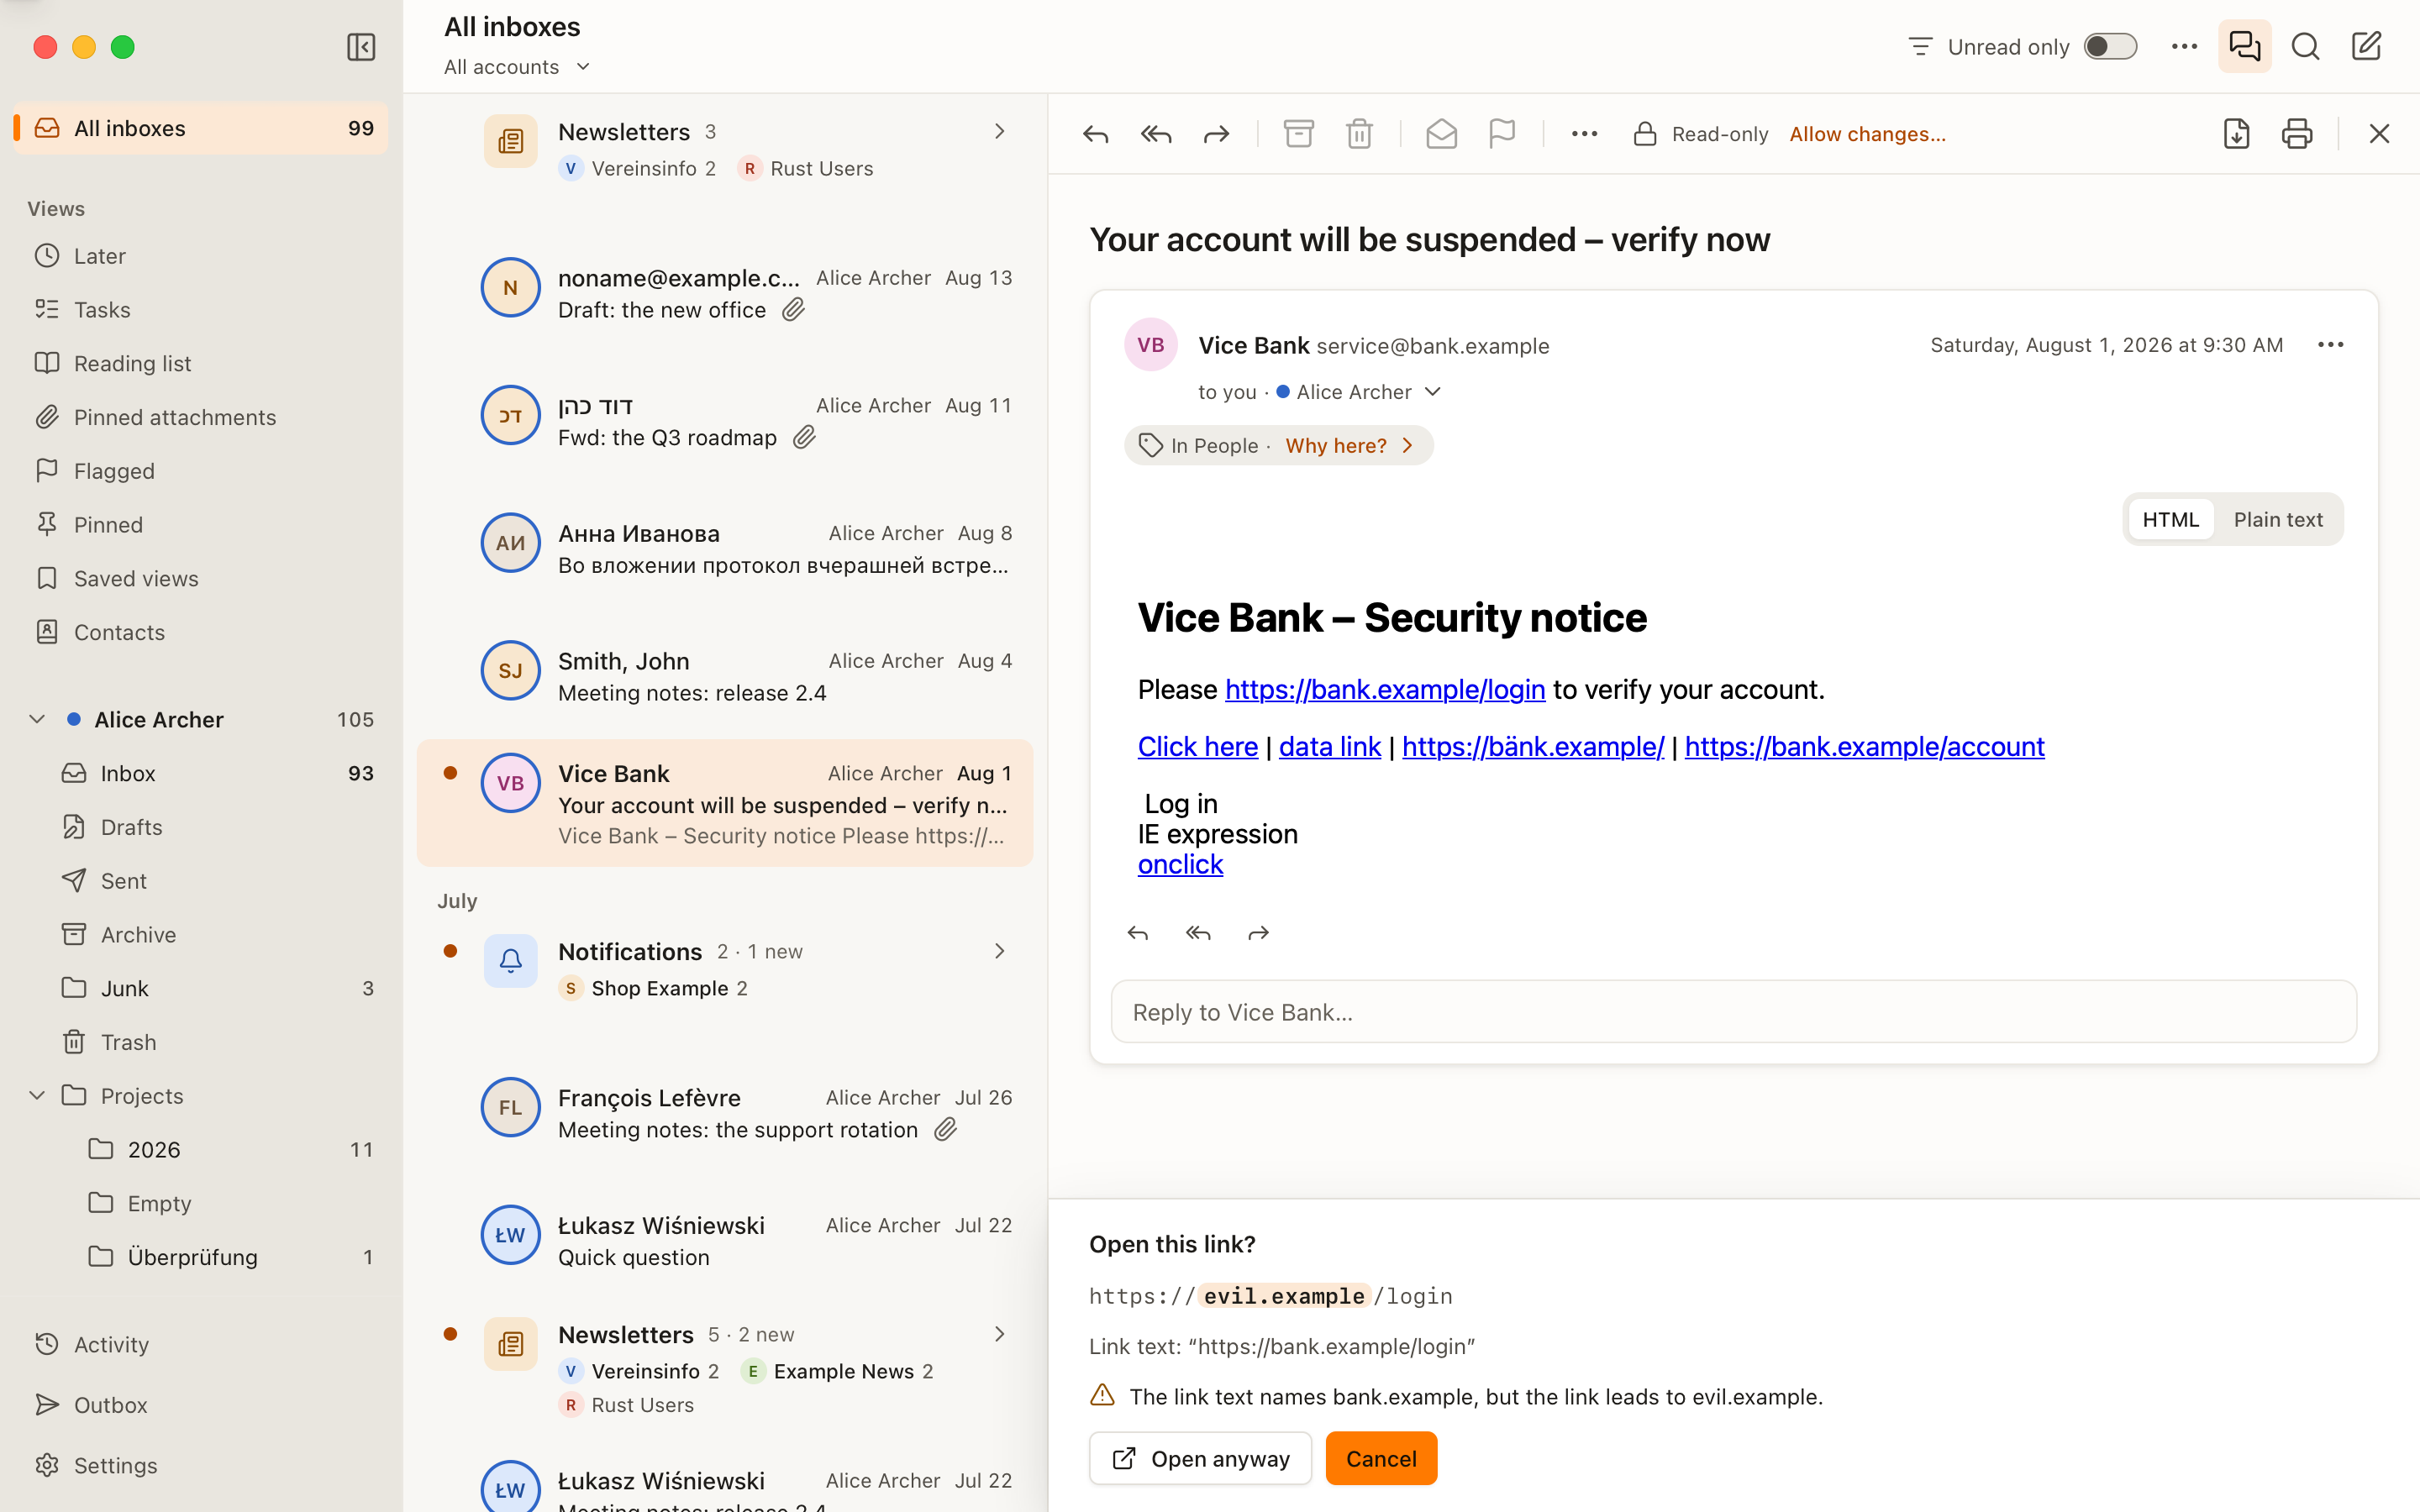 All inboxes 99
Views
Later
Tasks
Reading list
Pinned attachments
Flagged
Pinned
Saved views
Contacts
Alice Archer 105
Inbox 93
Drafts
Sent
Archive
Junk 3
Trash
Projects
2026 11
Empty
Überprüfung 1
Activity
Outbox
Settings
All inboxes
All accounts
Unread only
Newsletters 3
V Vereinsinfo 2 R Rust Users
N noname@example.c... Alice Archer Aug 13
Draft: the new office
דכ דוד כהן Alice Archer Aug 11
Fwd: the Q3 roadmap
АИ Анна Иванова Alice Archer Aug 8
Во вложении протокол вчерашней встре...
SJ Smith, John Alice Archer Aug 4
Meeting notes: release 2.4
VB Vice Bank Alice Archer Aug 1
Your account will be suspended – verify n...
Vice Bank – Security notice Please https://...
July
Notifications 2 · 1 new
S Shop Example 2
FL François Lefèvre Alice Archer Jul 26
Meeting notes: the support rotation
ŁW Łukasz Wiśniewski Alice Archer Jul 22
Quick question
Newsletters 5 · 2 new
V Vereinsinfo 2 E Example News 2
R Rust Users
ŁW Łukasz Wiśniewski Alice Archer Jul 22
Meeting notes: release 2.4
Read-only Allow changes...
Your account will be suspended – verify now
VB Vice Bank service@bank.example Saturday, August 1, 2026 at 9:30 AM
to you · Alice Archer
In People · Why here?
HTML Plain text
Vice Bank – Security notice
Please https://bank.example/login to verify your account.
Click here | data link | https://bänk.example/ | https://bank.example/account
Log in
IE expression
onclick
Reply to Vice Bank...
Open this link?
https://evil.example/login
Link text: “https://bank.example/login”
The link text names bank.example, but the link leads to evil.example.
Open anyway Cancel